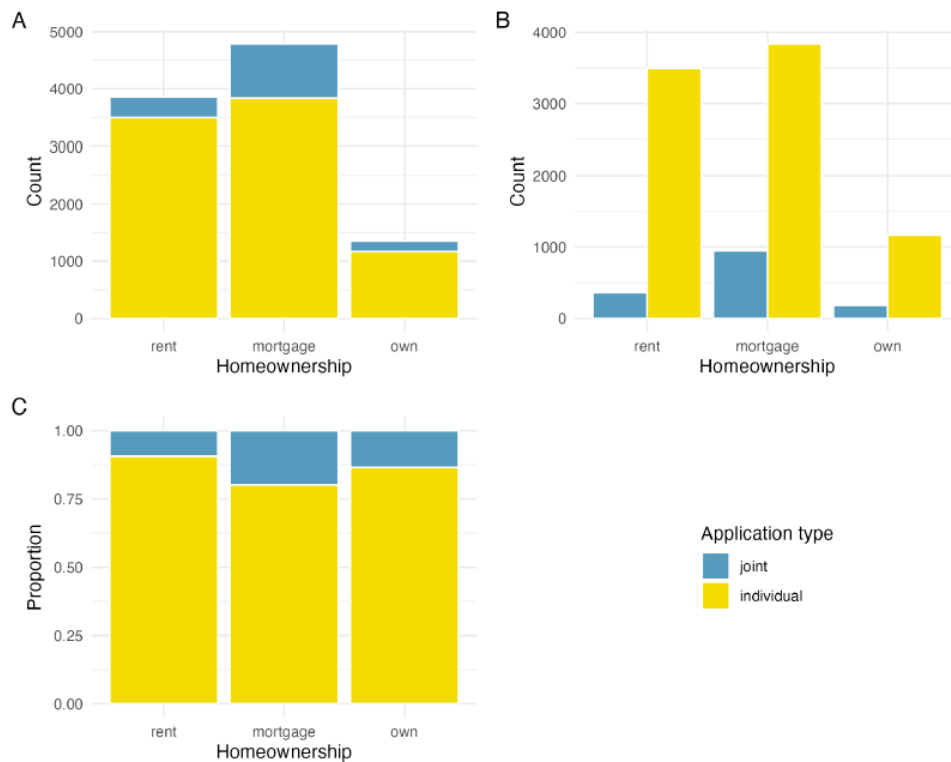 A
5000
4000
3000
2000
1000
0
Count
rent
mortgage
own
Homeownership
B
4000
3000
2000
1000
0
Count
rent
mortgage
own
Homeownership
C
1.00
0.75
0.50
0.25
0.00
Proportion
rent
mortgage
own
Homeownership
Application type
joint
individual